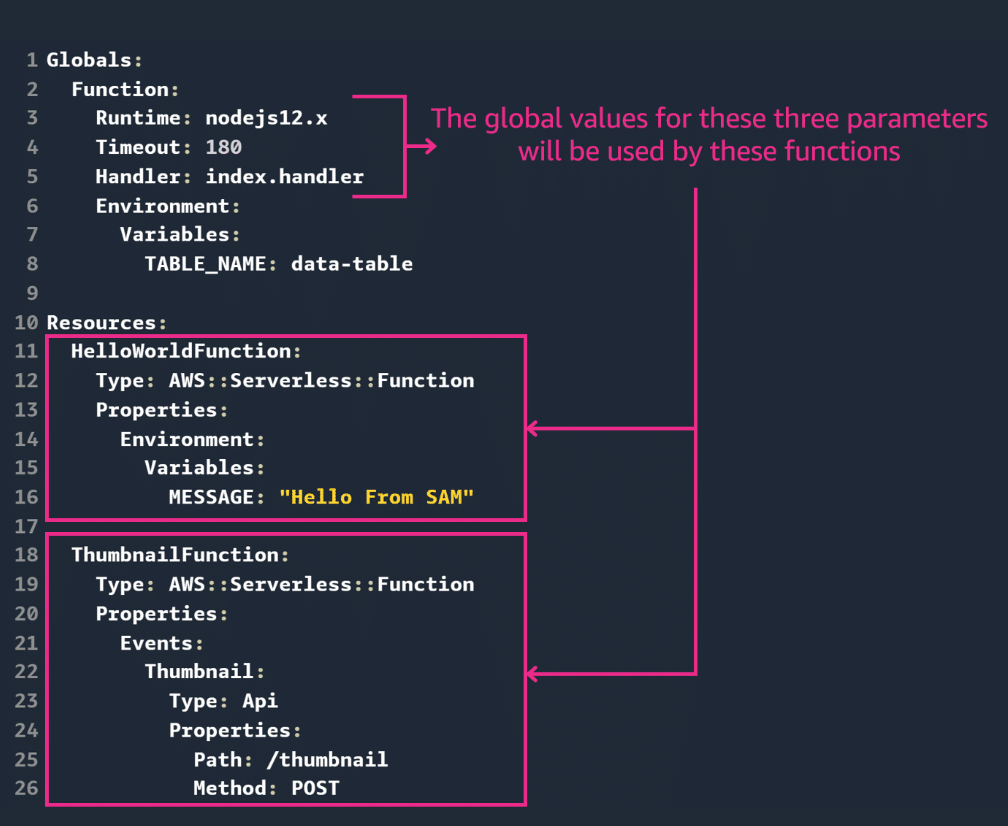 1 Globals:
2   Function:
3     Runtime: nodejs12.x
4     Timeout: 180
5     Handler: index.handler
6     Environment:
7       Variables:
8         TABLE_NAME: data-table
9
10 Resources:
11   HelloWorldFunction:
12     Type: AWS::Serverless::Function
13     Properties:
14       Environment:
15         Variables:
16           MESSAGE: "Hello From SAM"
17
18   ThumbnailFunction:
19     Type: AWS::Serverless::Function
20     Properties:
21       Events:
22         Thumbnail:
23           Type: Api
24           Properties:
25             Path: /thumbnail
26             Method: POST
The global values for these three parameters
will be used by these functions